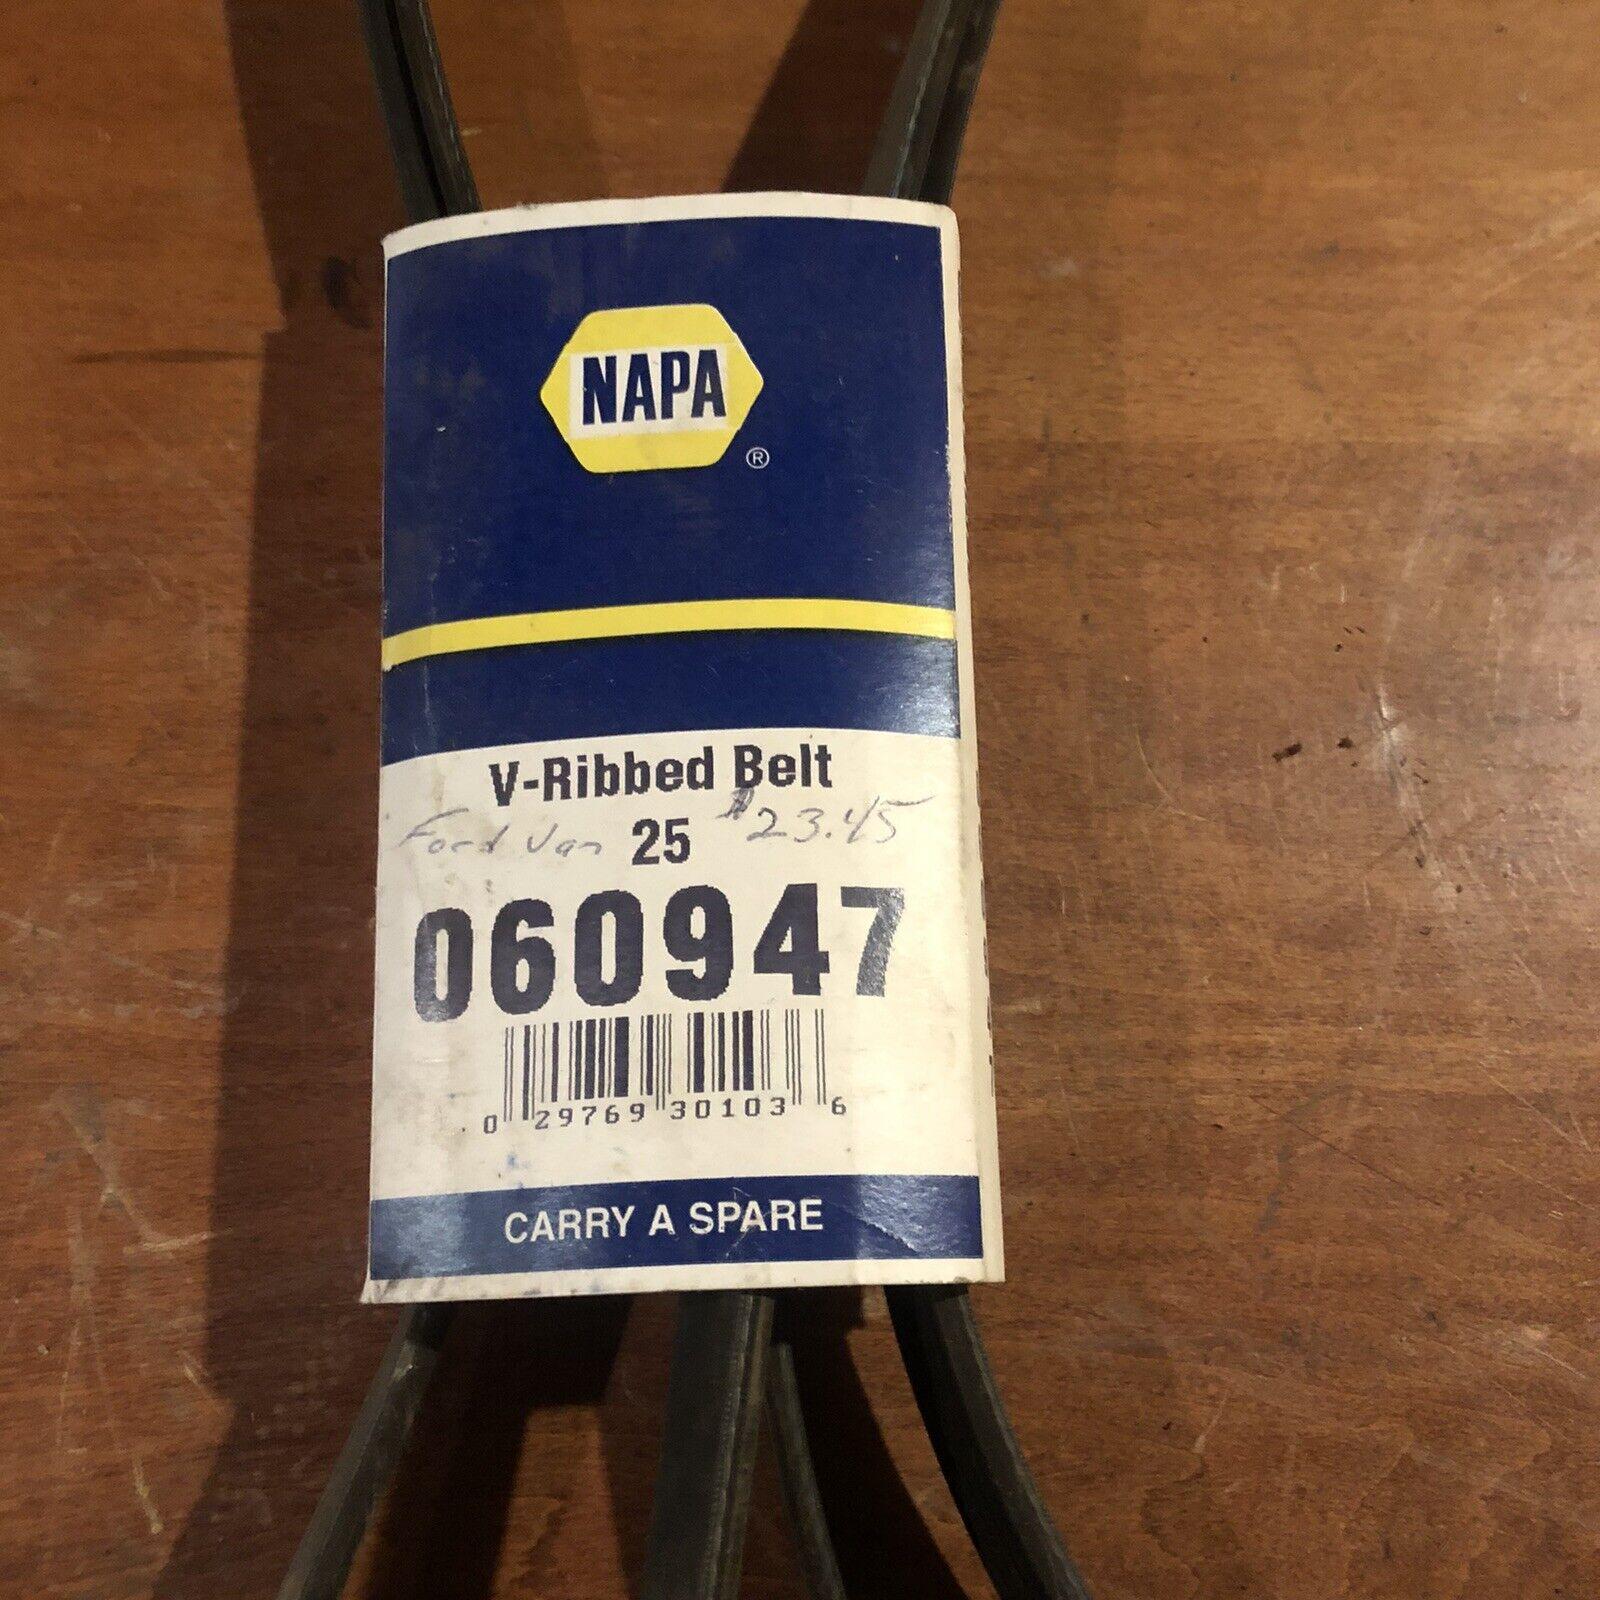 NAPA
®
V-Ribbed Belt
Ford Van 25 $23.45
060947
0 29769 30103 6
CARRY A SPARE